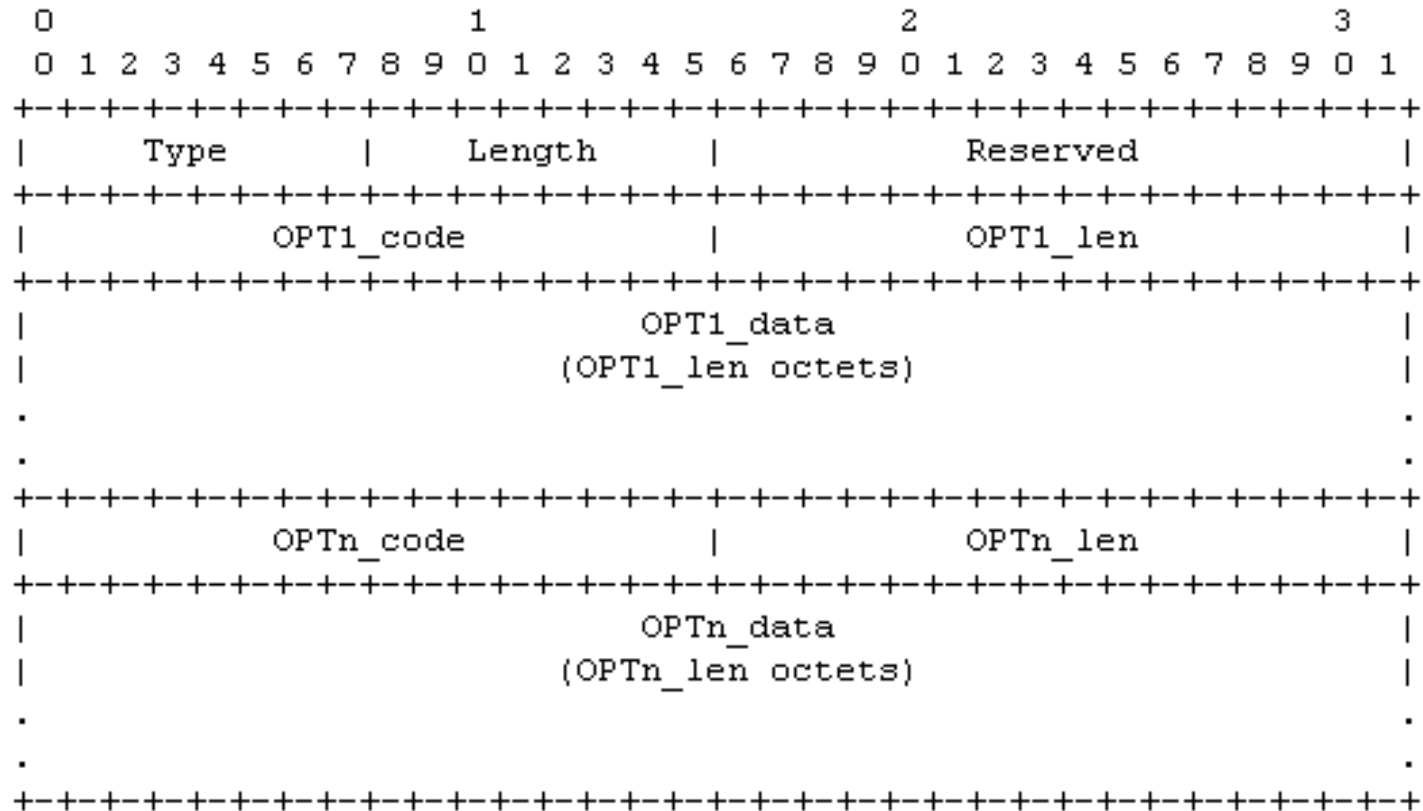 0                   1                   2                   3
 0 1 2 3 4 5 6 7 8 9 0 1 2 3 4 5 6 7 8 9 0 1 2 3 4 5 6 7 8 9 0 1
+-+-+-+-+-+-+-+-+-+-+-+-+-+-+-+-+-+-+-+-+-+-+-+-+-+-+-+-+-+-+-+-+
|     Type      |    Length     |           Reserved            |
+-+-+-+-+-+-+-+-+-+-+-+-+-+-+-+-+-+-+-+-+-+-+-+-+-+-+-+-+-+-+-+-+
|           OPT1_code           |           OPT1_len            |
+-+-+-+-+-+-+-+-+-+-+-+-+-+-+-+-+-+-+-+-+-+-+-+-+-+-+-+-+-+-+-+-+
|                            OPT1_data                          |
|                        (OPT1_len octets)                      |
.                                                               .
.                                                               .
+-+-+-+-+-+-+-+-+-+-+-+-+-+-+-+-+-+-+-+-+-+-+-+-+-+-+-+-+-+-+-+-+
|           OPTn_code           |           OPTn_len            |
+-+-+-+-+-+-+-+-+-+-+-+-+-+-+-+-+-+-+-+-+-+-+-+-+-+-+-+-+-+-+-+-+
|                            OPTn_data                          |
|                        (OPTn_len octets)                      |
.                                                               .
.                                                               .
+-+-+-+-+-+-+-+-+-+-+-+-+-+-+-+-+-+-+-+-+-+-+-+-+-+-+-+-+-+-+-+-+